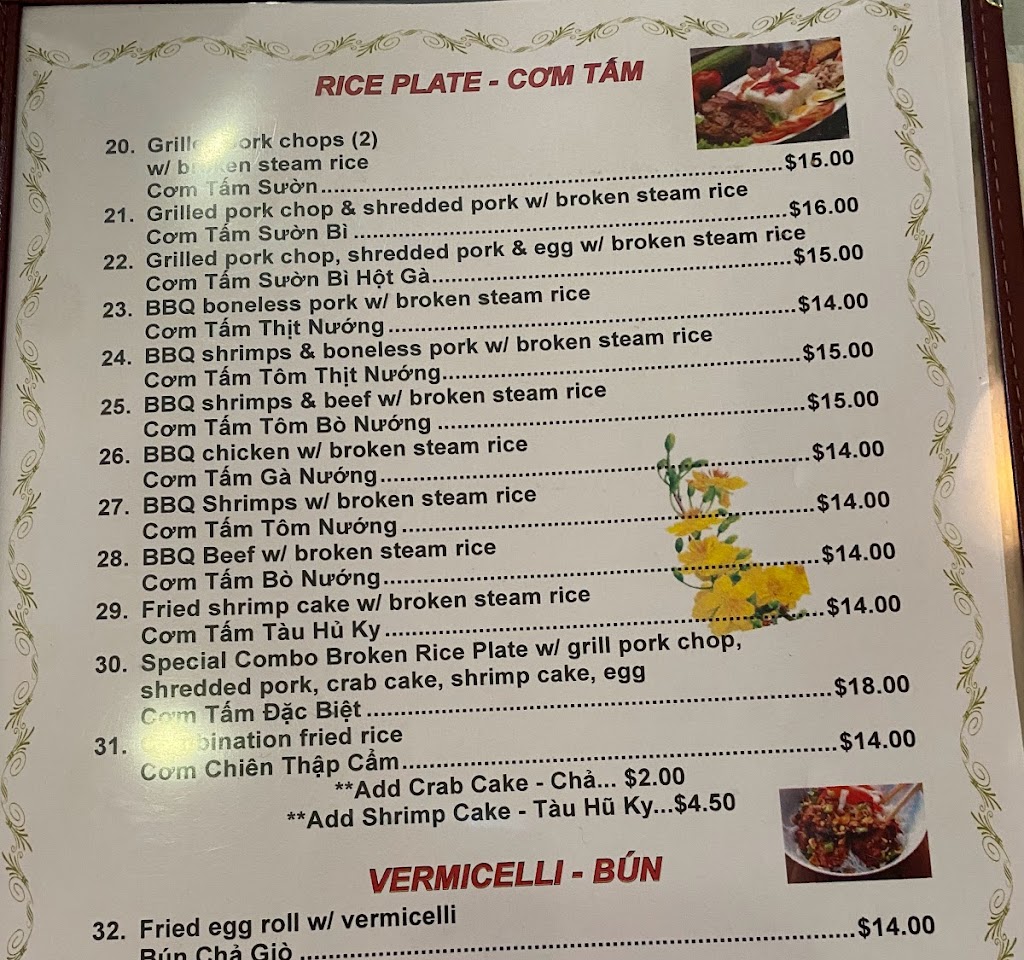 RICE PLATE - CƠM TẤM
20. Grilled pork chops (2)
w/ broken steam rice
Cơm Tấm Sườn........$15.00
21. Grilled pork chop & shredded pork w/ broken steam rice
Cơm Tấm Sườn Bì........$16.00
22. Grilled pork chop, shredded pork & egg w/ broken steam rice
Cơm Tấm Sườn Bì Hột Gà........$15.00
23. BBQ boneless pork w/ broken steam rice
Cơm Tấm Thịt Nướng........$14.00
24. BBQ shrimps & boneless pork w/ broken steam rice
Cơm Tấm Tôm Thịt Nướng........$15.00
25. BBQ shrimps & beef w/ broken steam rice
Cơm Tấm Tôm Bò Nướng........$15.00
26. BBQ chicken w/ broken steam rice
Cơm Tấm Gà Nướng........$14.00
27. BBQ Shrimps w/ broken steam rice
Cơm Tấm Tôm Nướng........$14.00
28. BBQ Beef w/ broken steam rice
Cơm Tấm Bò Nướng........$14.00
29. Fried shrimp cake w/ broken steam rice
Cơm Tấm Tàu Hủ Ky........$14.00
30. Special Combo Broken Rice Plate w/ grill pork chop,
shredded pork, crab cake, shrimp cake, egg
Cơm Tấm Đặc Biệt........$18.00
31. Combination fried rice
Cơm Chiên Thập Cẩm........$14.00
**Add Crab Cake - Chả... $2.00
**Add Shrimp Cake - Tàu Hũ Ky...$4.50
VERMICELLI - BÚN
32. Fried egg roll w/ vermicelli
Bún Chả Giò........$14.00